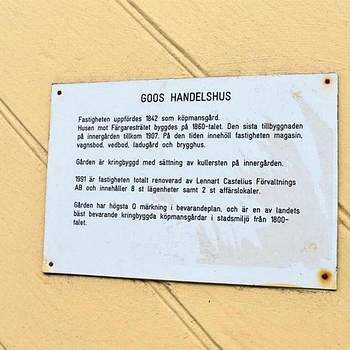 GOOS HANDELSHUS
Fastigheten uppfördes 1842 som köpmansgård.
Husen mot Färgarestrålet byggdes på 1860-talet. Den sista tillbyggnaden
på innergården tillkom 1907. På den tiden innehöll fastigheten magasin,
vagnsbod, vedbod, ladugård och brygghus.
Gården är kringbyggd med sättning av kullersten på innergården.
1991 är fastigheten totalt renoverad av Lennart Castelius Förvaltnings
AB och innehåller 8 st lägenheter samt 2 st affärslokaler.
Gården har högsta Q märkning i bevarandeplan, och är en av landets
bäst bevarande kringbyggda köpmansgårdar i stadsmiljö från 1800-
talet.